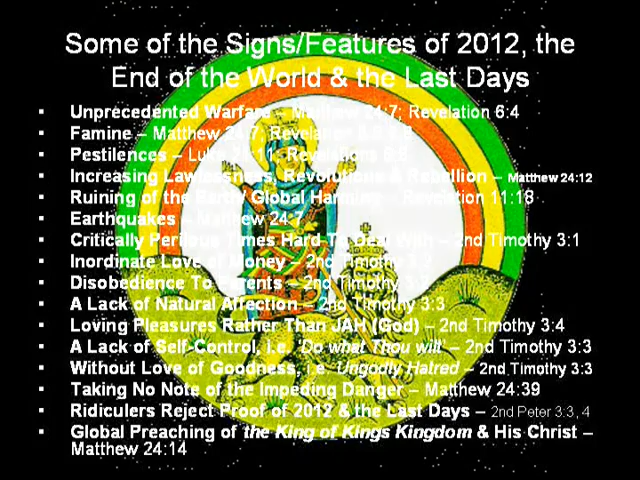 Some of the Signs/Features of 2012, the
End of the World & the Last Days
▪ Unprecedented Warfare – Matthew 24:7; Revelation 6:4
▪ Famine – Matthew 24:7; Revelation
▪ Pestilences – Luke 21:11, Revelations 6:8
▪ Increasing Lawlessness, Revolutions & Rebellion – Matthew 24:12
▪ Ruining of the Earth/ Global Harming – Revelation 11:18
▪ Earthquakes – Matthew 24:7
▪ Critically Perilous Times Hard To Deal With – 2nd Timothy 3:1
▪ Inordinate Love of Money – 2nd Timothy 3:2
▪ Disobedience To Parents – 2nd Timothy 3:2
▪ A Lack of Natural Affection – 2nd Timothy 3:3
▪ Loving Pleasures Rather Than JAH (God) – 2nd Timothy 3:4
▪ A Lack of Self-Control, i.e. 'Do what Thou wilt' – 2nd Timothy 3:3
▪ Without Love of Goodness, i.e. Ungodly Hatred – 2nd Timothy 3:3
▪ Taking No Note of the Impeding Danger – Matthew 24:39
▪ Ridiculers Reject Proof of 2012 & the Last Days – 2nd Peter 3:3, 4
▪ Global Preaching of the King of Kings Kingdom & His Christ –
Matthew 24:14